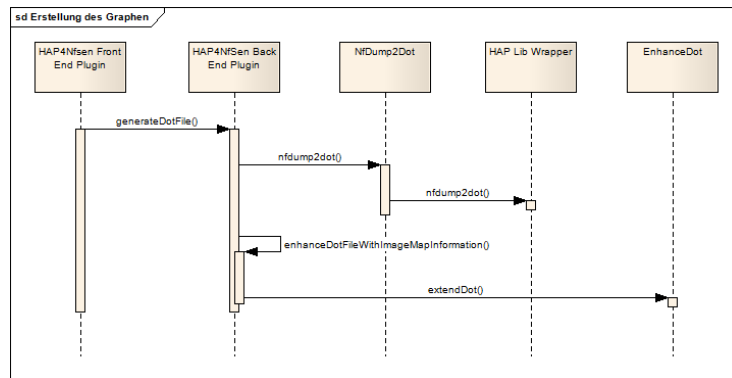 sd Erstellung des Graphen
HAP4Nfsen Front
End Plugin
HAP4NfSen Back
End Plugin
NfDump2Dot
HAP Lib Wrapper
EnhanceDot
generateDotFile()
nfdump2dot()
nfdump2dot()
enhanceDotFileWithImageMapInformation()
extendDot()